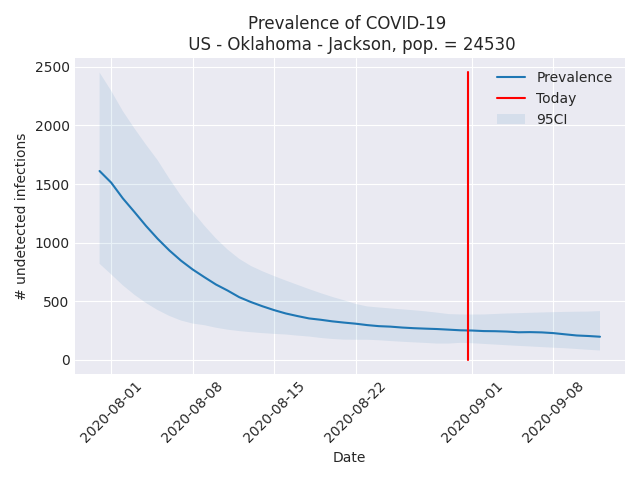 Prevalence of COVID-19
US - Oklahoma - Jackson, pop. = 24530
2500
2000
1500
1000
500
0
# undetected infections
Prevalence
Today
95CI
2020-08-01
2020-08-08
2020-08-15
2020-08-22
2020-09-01
2020-09-08
Date